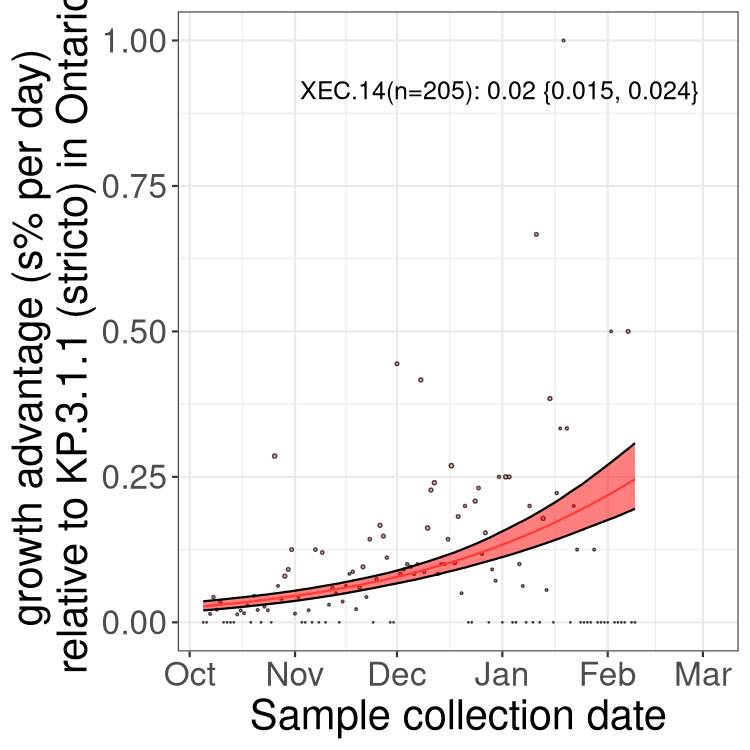 growth advantage (s% per day)
relative to KP.3.1.1 (stricto) in Ontario
1.00
0.75
0.50
0.25
0.00
XEC.14(n=205): 0.02 {0.015, 0.024}
Oct Nov Dec Jan Feb Mar
Sample collection date